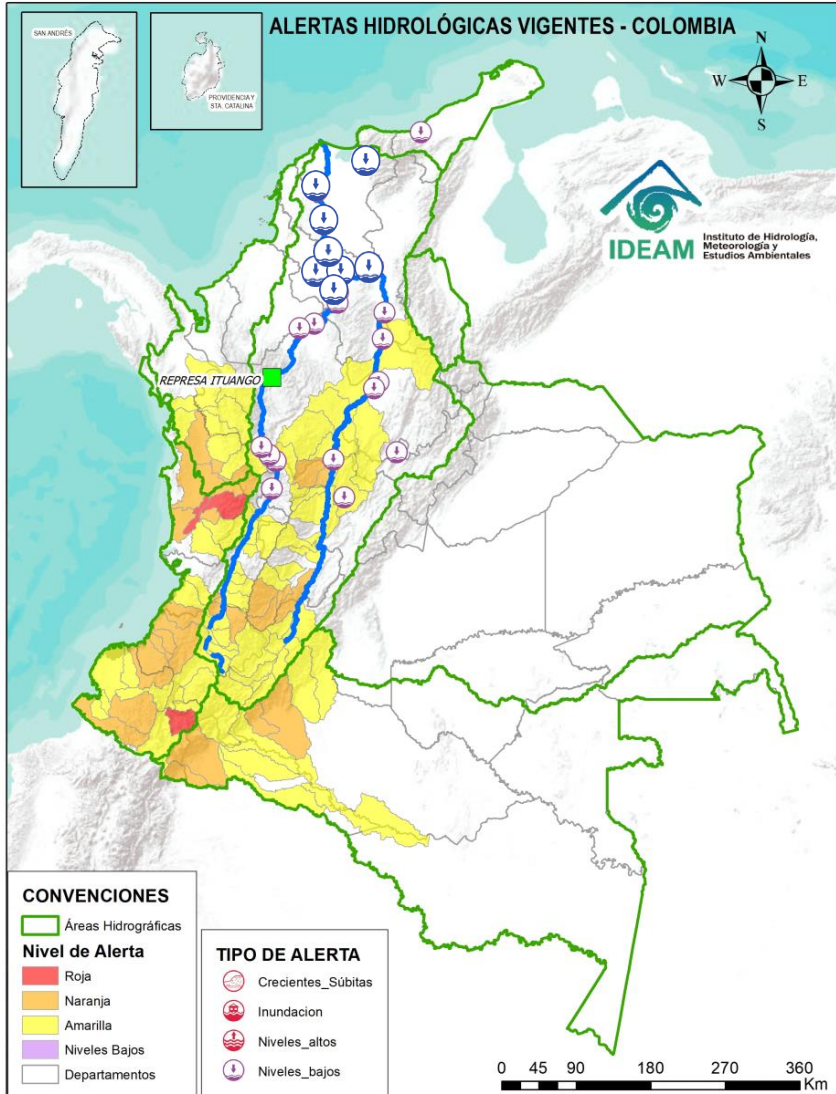 ALERTAS HIDROLÓGICAS VIGENTES - COLOMBIA
SAN ANDRÉS
PROVIDENCIA Y
STA. CATALINA
N
W
E
S
IDEAM
Instituto de Hidrología,
Meteorología y
Estudios Ambientales
REPRESA ITUANGO
CONVENCIONES
Áreas Hidrográficas
Nivel de Alerta
Roja
Naranja
Amarilla
Niveles Bajos
Departamentos
TIPO DE ALERTA
Crecientes_Súbitas
Inundacion
Niveles_altos
Niveles_bajos
0 45 90 180 270 360
Km